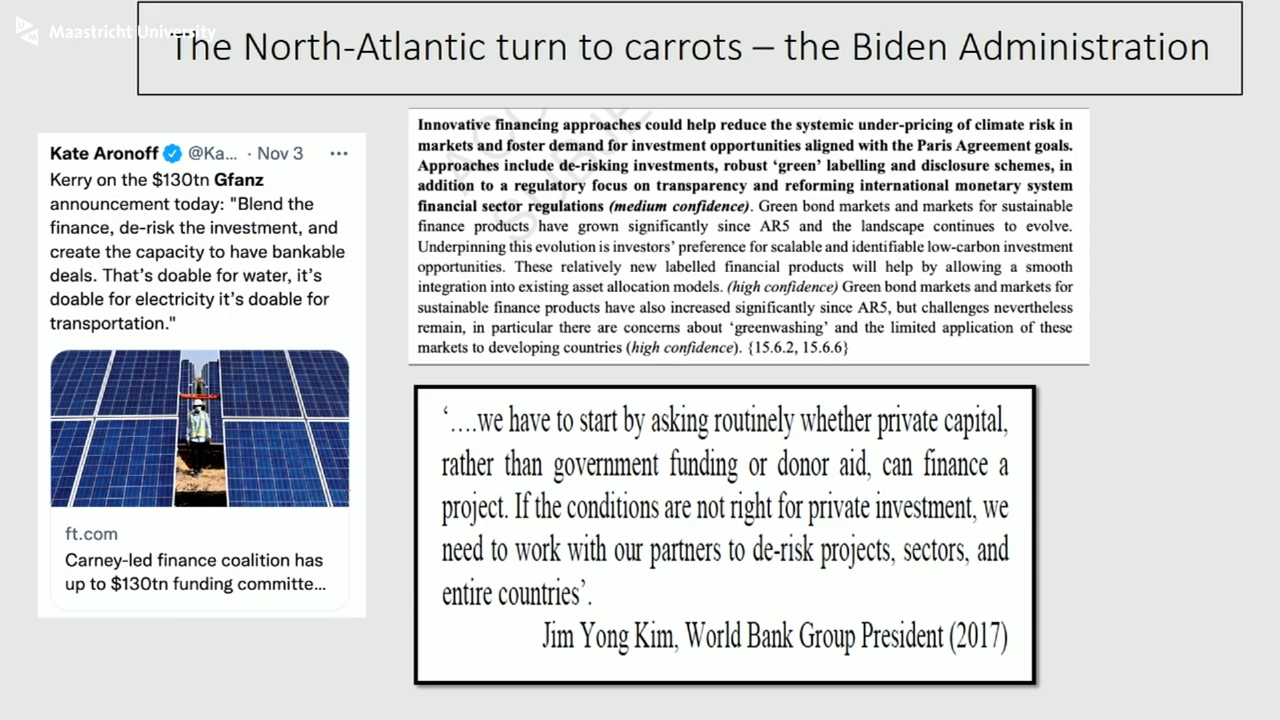 Maastricht University
The North-Atlantic turn to carrots – the Biden Administration
Kate Aronoff @Ka... · Nov 3 ...
Kerry on the $130tn Gfanz
announcement today: "Blend the
finance, de-risk the investment, and
create the capacity to have bankable
deals. That's doable for water, it's
doable for electricity it's doable for
transportation."
ft.com
Carney-led finance coalition has
up to $130tn funding committe...
Innovative financing approaches could help reduce the systemic under-pricing of climate risk in
markets and foster demand for investment opportunities aligned with the Paris Agreement goals.
Approaches include de-risking investments, robust 'green' labelling and disclosure schemes, in
addition to a regulatory focus on transparency and reforming international monetary system
financial sector regulations (medium confidence). Green bond markets and markets for sustainable
finance products have grown significantly since AR5 and the landscape continues to evolve.
Underpinning this evolution is investors' preference for scalable and identifiable low-carbon investment
opportunities. These relatively new labelled financial products will help by allowing a smooth
integration into existing asset allocation models. (high confidence) Green bond markets and markets for
sustainable finance products have also increased significantly since AR5, but challenges nevertheless
remain, in particular there are concerns about 'greenwashing' and the limited application of these
markets to developing countries (high confidence). {15.6.2, 15.6.6}
'….we have to start by asking routinely whether private capital,
rather than government funding or donor aid, can finance a
project. If the conditions are not right for private investment, we
need to work with our partners to de-risk projects, sectors, and
entire countries'.
Jim Yong Kim, World Bank Group President (2017)